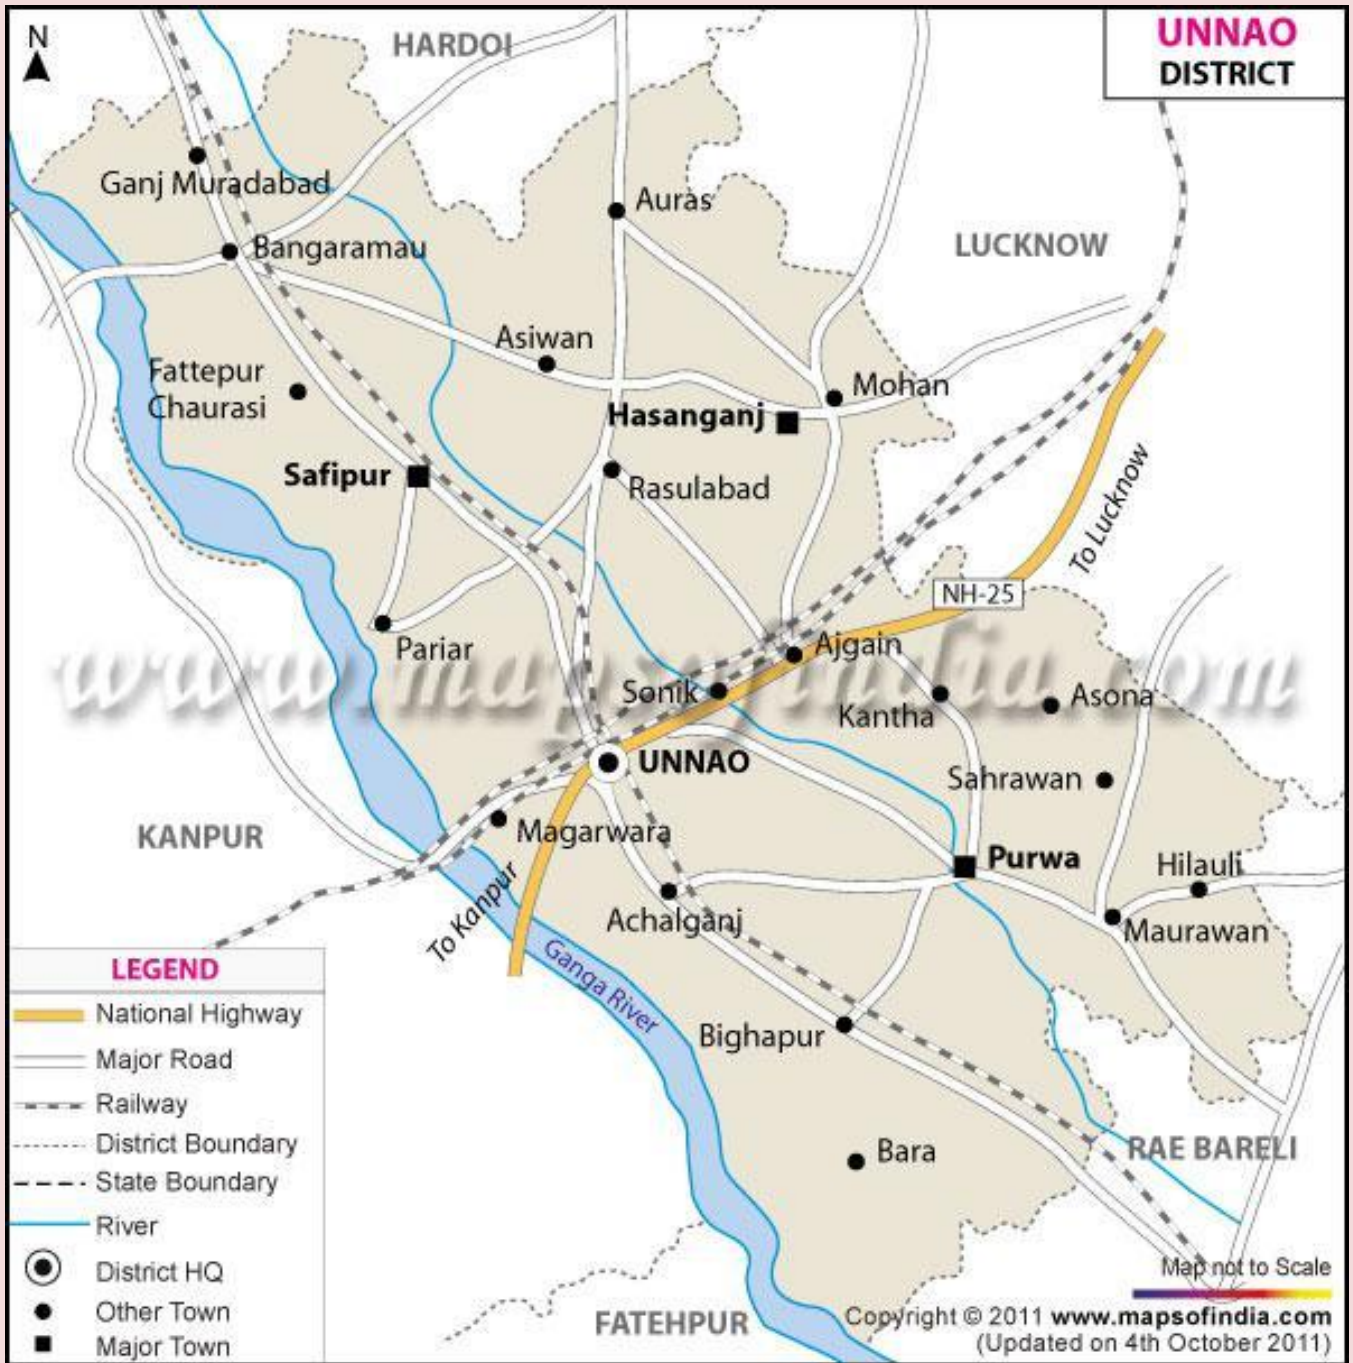 N
HARDOI
UNNAO
DISTRICT
Ganj Muradabad
Auras
Bangaramau
LUCKNOW
Asiwan
Fattepur
Chaurasi
Mohan
Hasanganj
Safipur
Rasulabad
To Lucknow
NH-25
Pariar
Ajgain
www.mapsofindia.com
Sonik
Kantha
Asona
UNNAO
Sahrawan
KANPUR
Magarwara
Purwa
Hilauli
To Kanpur
Achalganj
Maurawan
Ganga River
Bighapur
LEGEND
National Highway
Major Road
Railway
District Boundary
State Boundary
River
District HQ
Other Town
Major Town
Bara
RAE BARELI
FATEHPUR
Map not to Scale
Copyright © 2011 www.mapsofindia.com
(Updated on 4th October 2011)